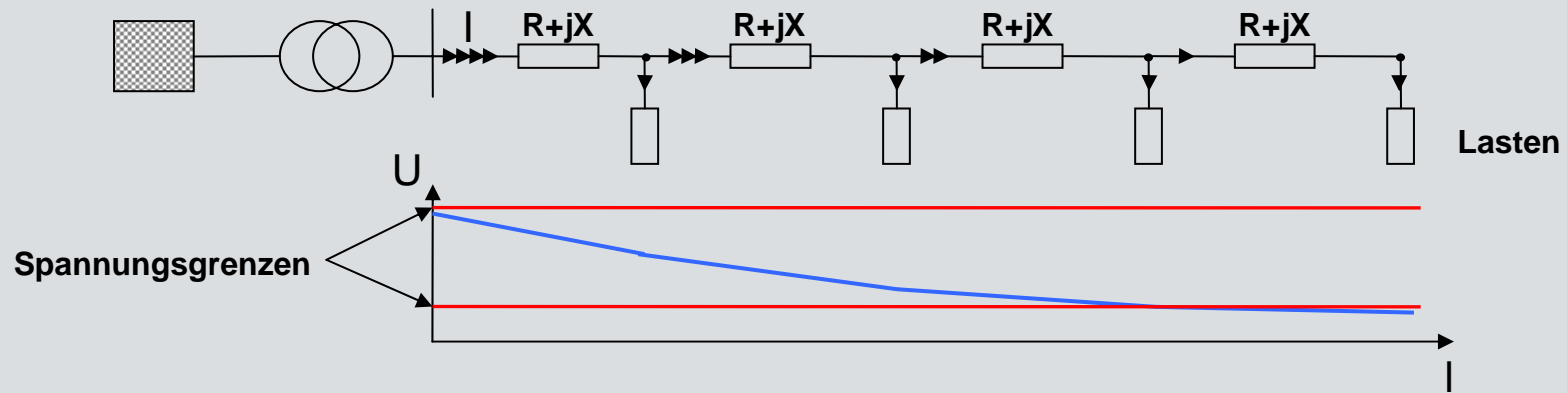 I
R+jX
R+jX
R+jX
R+jX
Lasten
U
Spannungsgrenzen
l